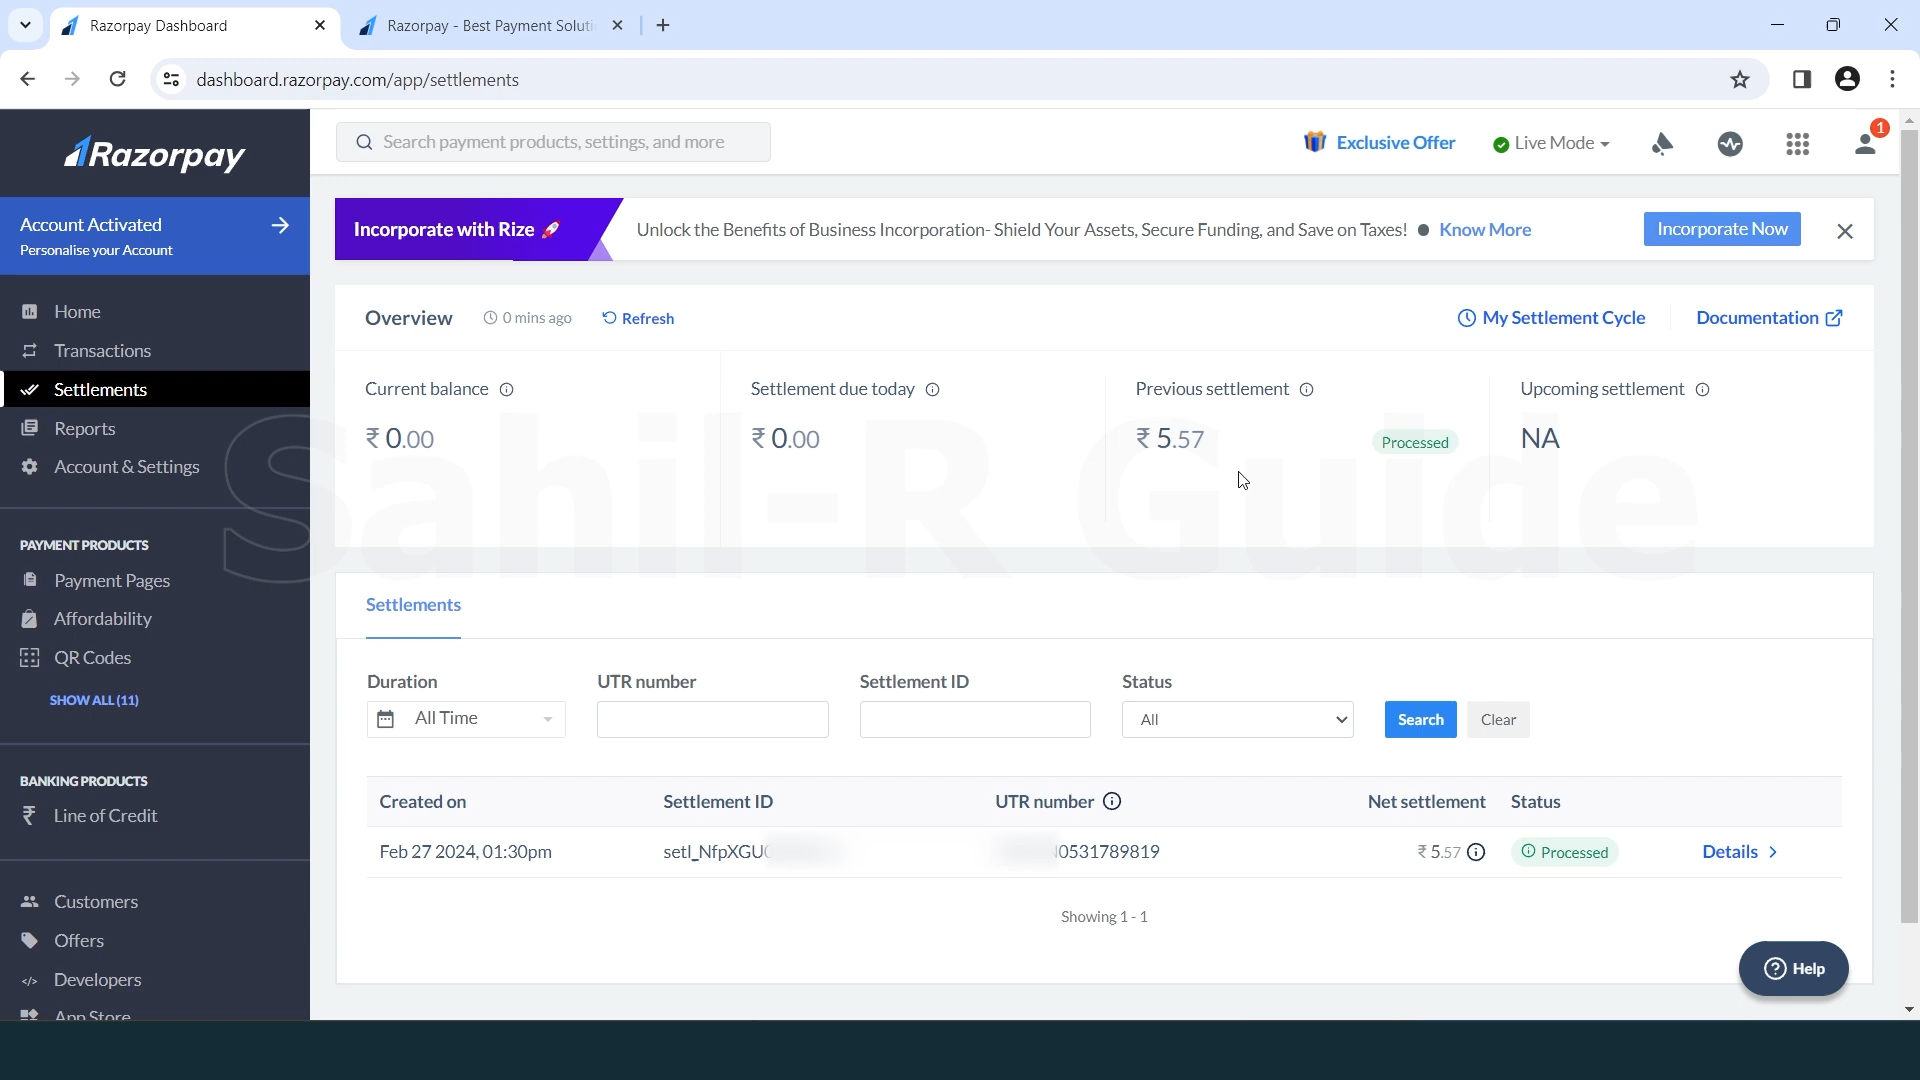 Razorpay Dashboard
Razorpay - Best Payment Soluti
dashboard.razorpay.com/app/settlements
Razorpay
Search payment products, settings, and more
Exclusive Offer
Live Mode
1
Account Activated
Personalise your Account
Incorporate with Rize 🚀
Unlock the Benefits of Business Incorporation- Shield Your Assets, Secure Funding, and Save on Taxes! ● Know More
Incorporate Now
Home
Transactions
Settlements
Reports
Account & Settings
PAYMENT PRODUCTS
Payment Pages
Affordability
QR Codes
SHOW ALL (11)
BANKING PRODUCTS
₹ Line of Credit
Customers
Offers
</> Developers
App Store
Overview
0 mins ago
Refresh
My Settlement Cycle
Documentation
Current balance
Settlement due today
Previous settlement
Upcoming settlement
₹ 0.00
₹ 0.00
₹ 5.57
Processed
NA
Sahil-R Guide
Settlements
Duration
UTR number
Settlement ID
Status
All Time
All
Search
Clear
Created on
Settlement ID
UTR number
Net settlement
Status
Feb 27 2024, 01:30pm
setl_NfpXGU
0531789819
₹ 5.57
Processed
Details >
Showing 1 - 1
Help